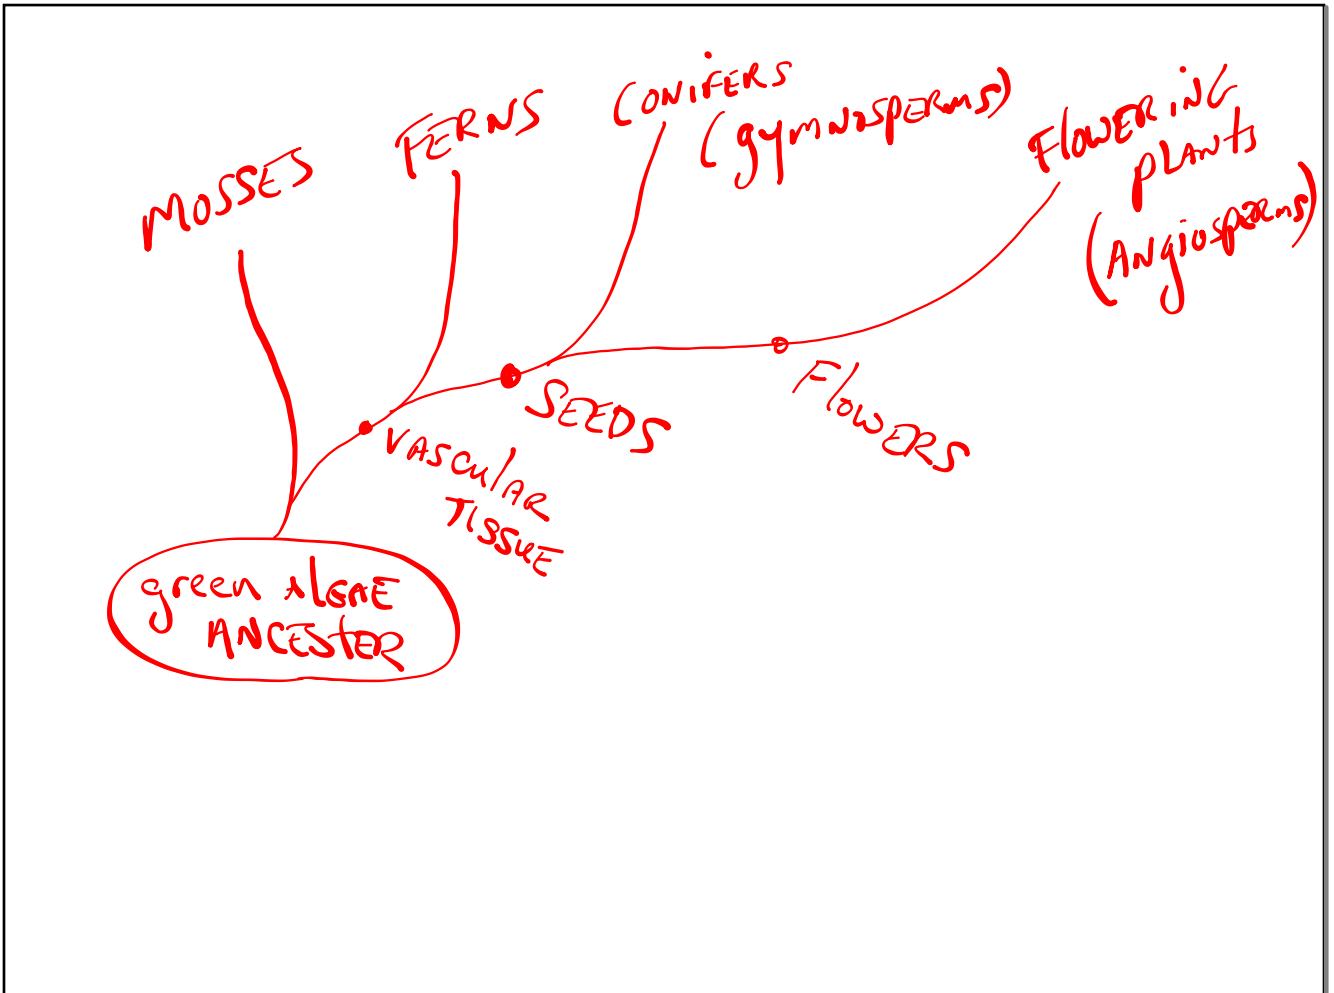 MOSSES
FERNS
CONiFERS
(gymNosPERms)
FlowERiNG
PLANts
(ANgiosPERms)
FlowERS
SEEDS
VASCulAR
TISSuE
green AlGAE
ANCEStER